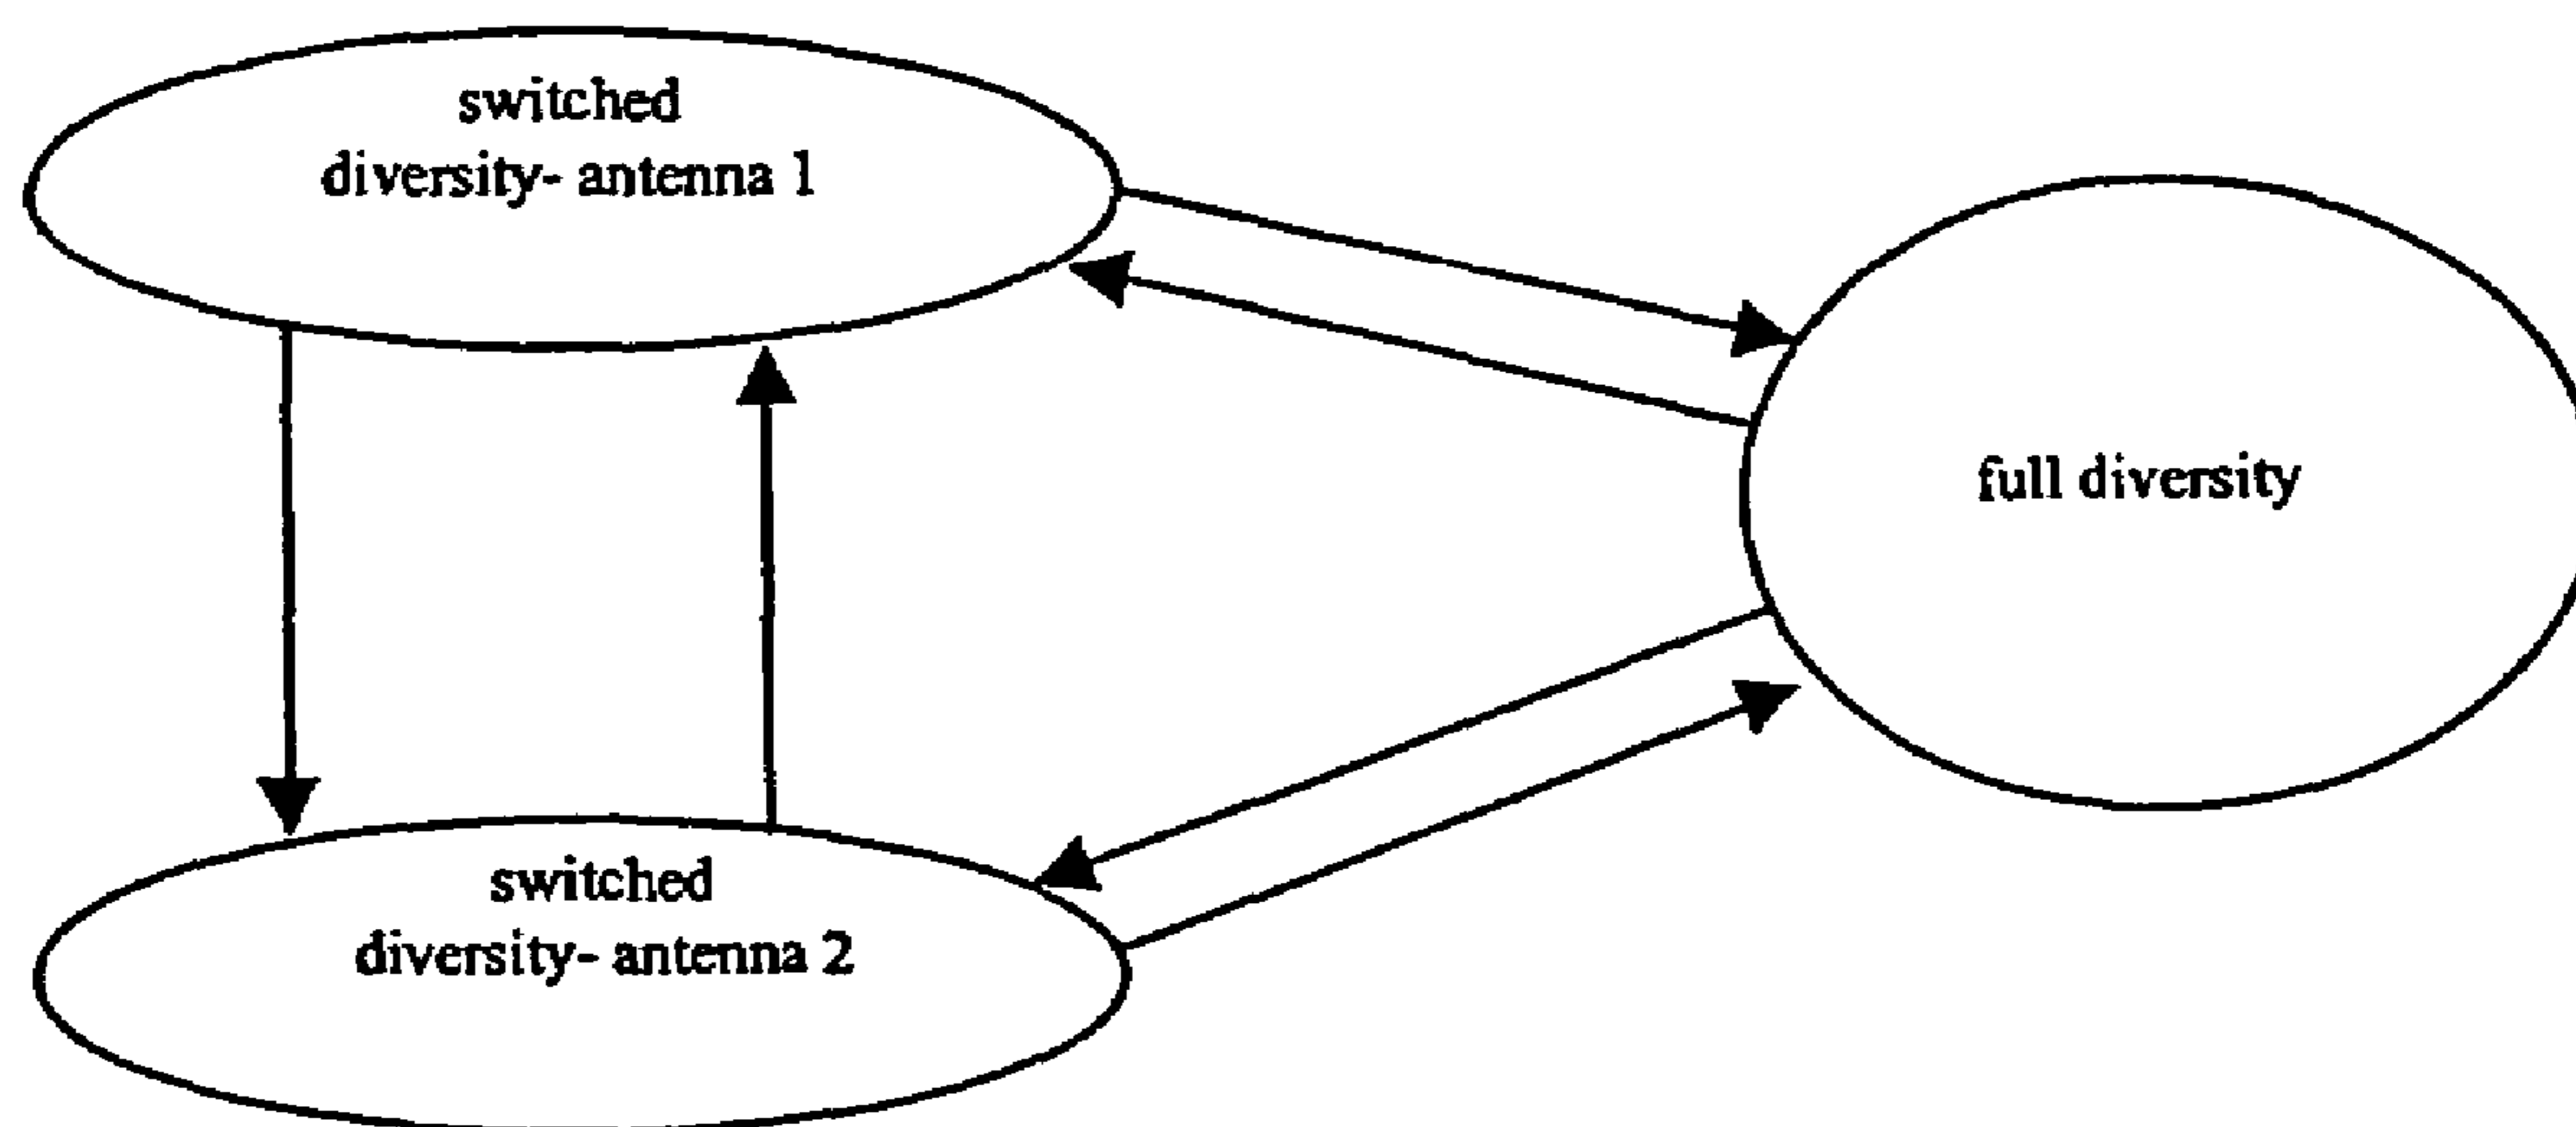 switched
diversity- antenna 1
full diversity
switched
diversity- antenna 2